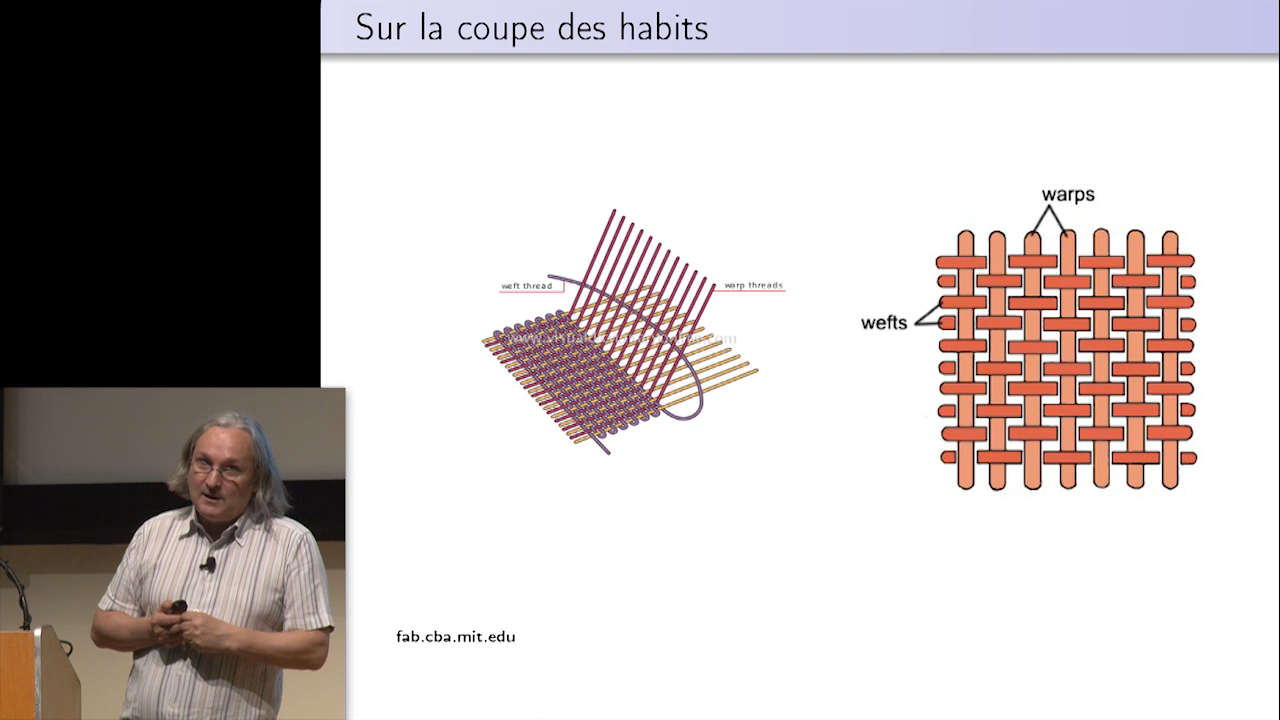 Sur la coupe des habits
warps
weft thread
warp threads
wefts
fab.cba.mit.edu